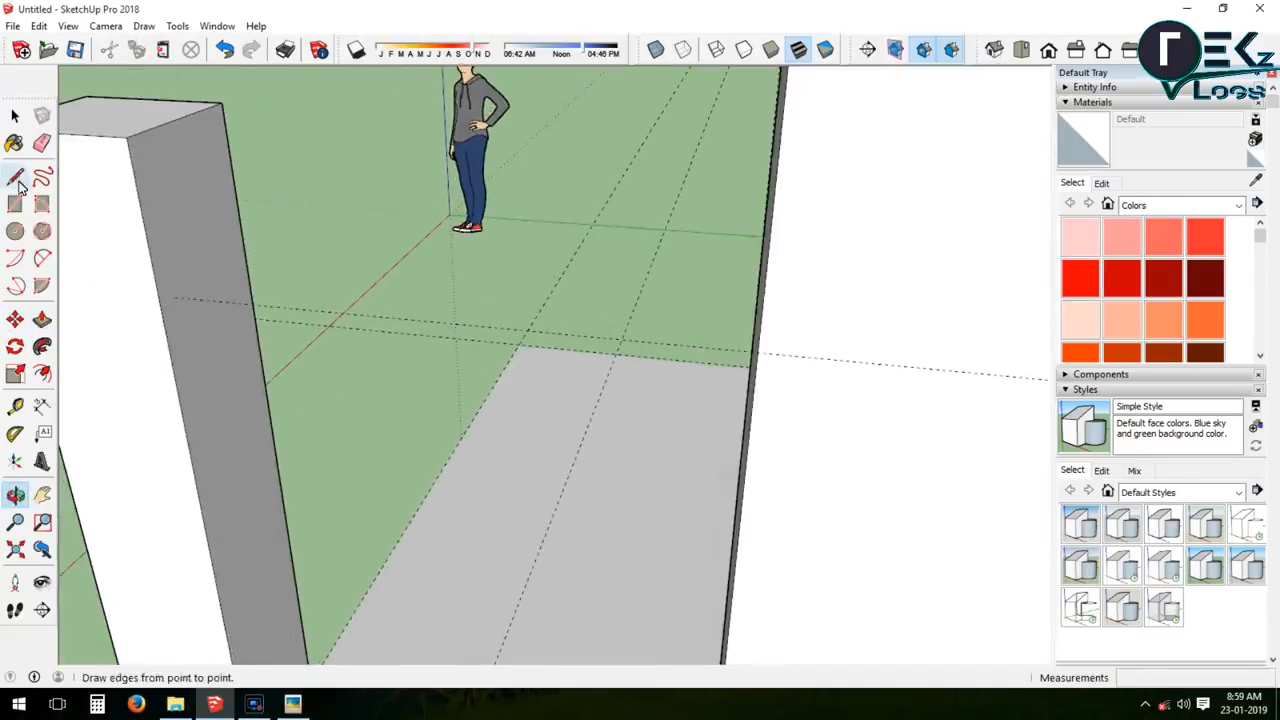 Untitled - SketchUp Pro 2018
File Edit View Camera Draw Tools Window Help
J F M A M J J A S O N D
06:42 AM Noon 04:46 PM
TEKz
VLogs
Default Tray
Entity Info
Materials
Default
Select Edit
Colors
Components
Styles
Simple Style
Default face colors. Blue sky
and green background color.
Select Edit Mix
Default Styles
A1
Draw edges from point to point.
Measurements
8:59 AM
23-01-2019